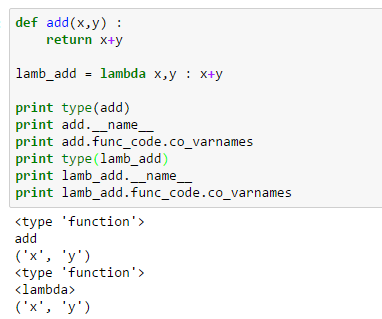 def add(x,y) :
    return x+y

lamb_add = lambda x,y : x+y

print type(add)
print add.__name__
print add.func_code.co_varnames
print type(lamb_add)
print lamb_add.__name__
print lamb_add.func_code.co_varnames
<type 'function'>
add
('x', 'y')
<type 'function'>
<lambda>
('x', 'y')